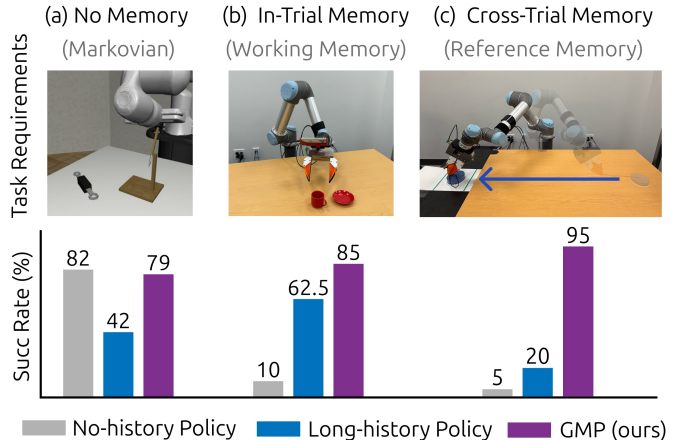 (a) No Memory
(Markovian)
(b) In-Trial Memory
(Working Memory)
(c) Cross-Trial Memory
(Reference Memory)
Task Requirements
Succ Rate (%)
82
42
79
10
62.5
85
5
20
95
No-history Policy
Long-history Policy
GMP (ours)